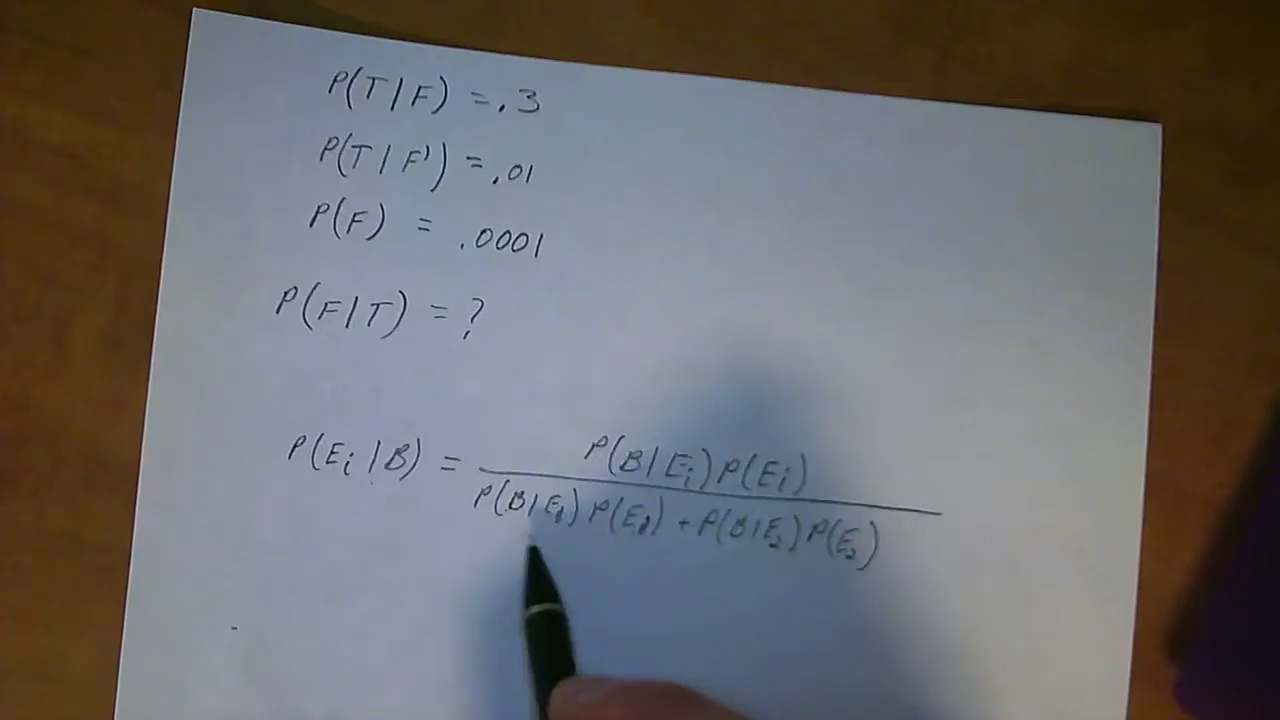 P(T/F) = .3
P(T/F') = .01
P(F) = .0001
P(F/T) = ?
P(Ei/B) = P(B/Ei)P(Ei)
P(B/E1)P(E1) + P(B/E2)P(E2)